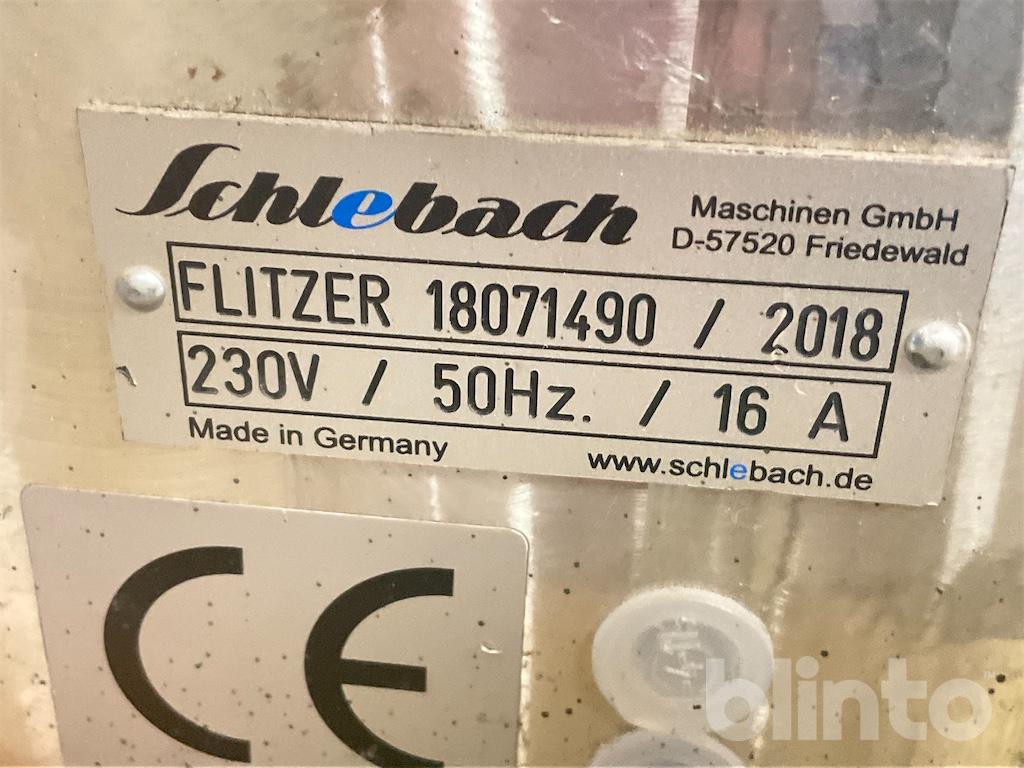 Schlebach
Maschinen GmbH
D-57520 Friedewald
FLITZER 18071490 / 2018
230V / 50Hz. / 16 A
Made in Germany
www.schlebach.de
CE
blinto